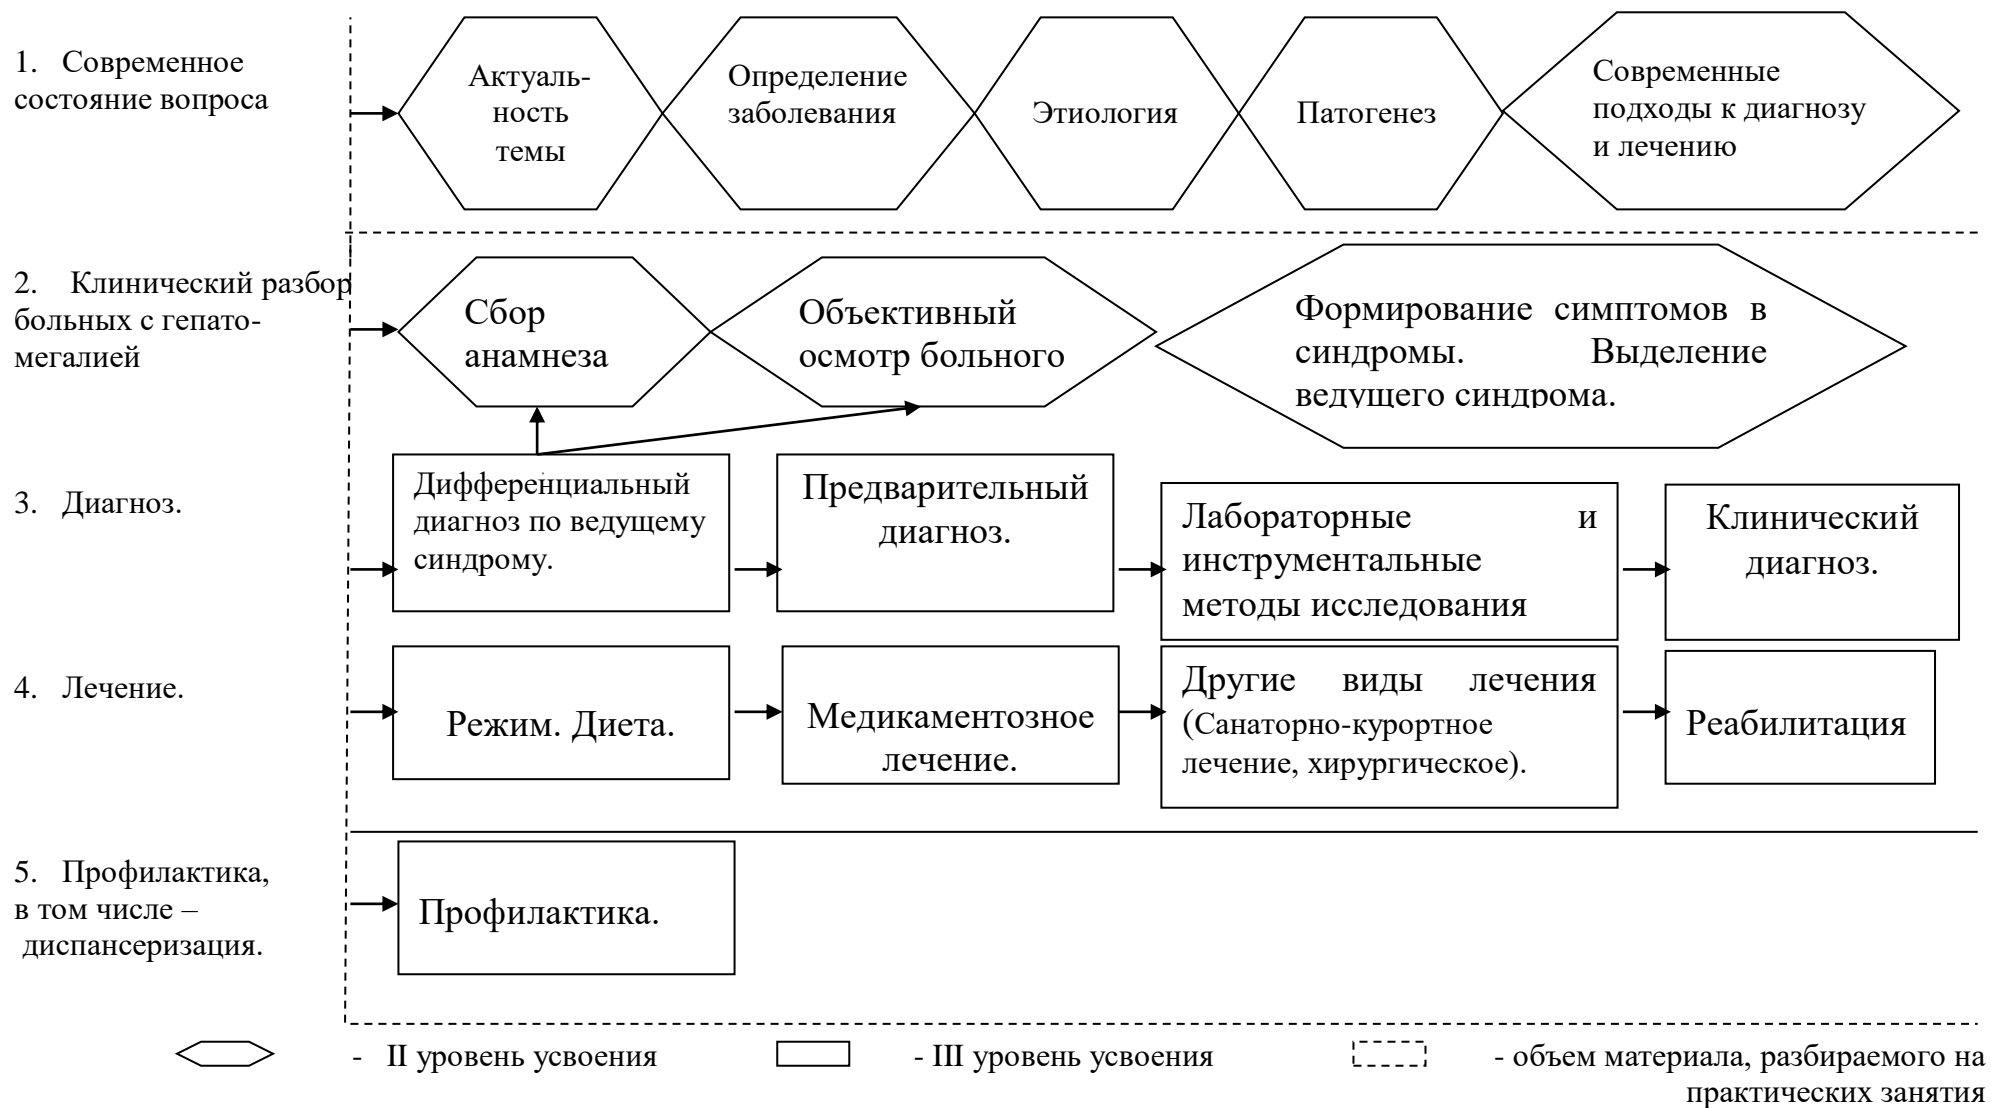 1. Современное
состояние вопроса
Актуаль-
ность
темы
Определение
заболевания
Этиология
Патогенез
Современные
подходы к диагнозу
и лечению
2. Клинический разбор
больных с гепато-
мегалией
Сбор
анамнеза
Объективный
осмотр больного
Формирование симптомов в
синдромы. Выделение
ведущего синдрома.
3. Диагноз.
Дифференциальный
диагноз по ведущему
синдрому.
Предварительный
диагноз.
Лабораторные и
инструментальные
методы исследования
Клинический
диагноз.
4. Лечение.
Режим. Диета.
Медикаментозное
лечение.
Другие виды лечения
(Санаторно-курортное
лечение, хирургическое).
Реабилитация
5. Профилактика,
в том числе –
диспансеризация.
Профилактика.
- II уровень усвоения
- III уровень усвоения
- объем материала, разбираемого на
практических занятия